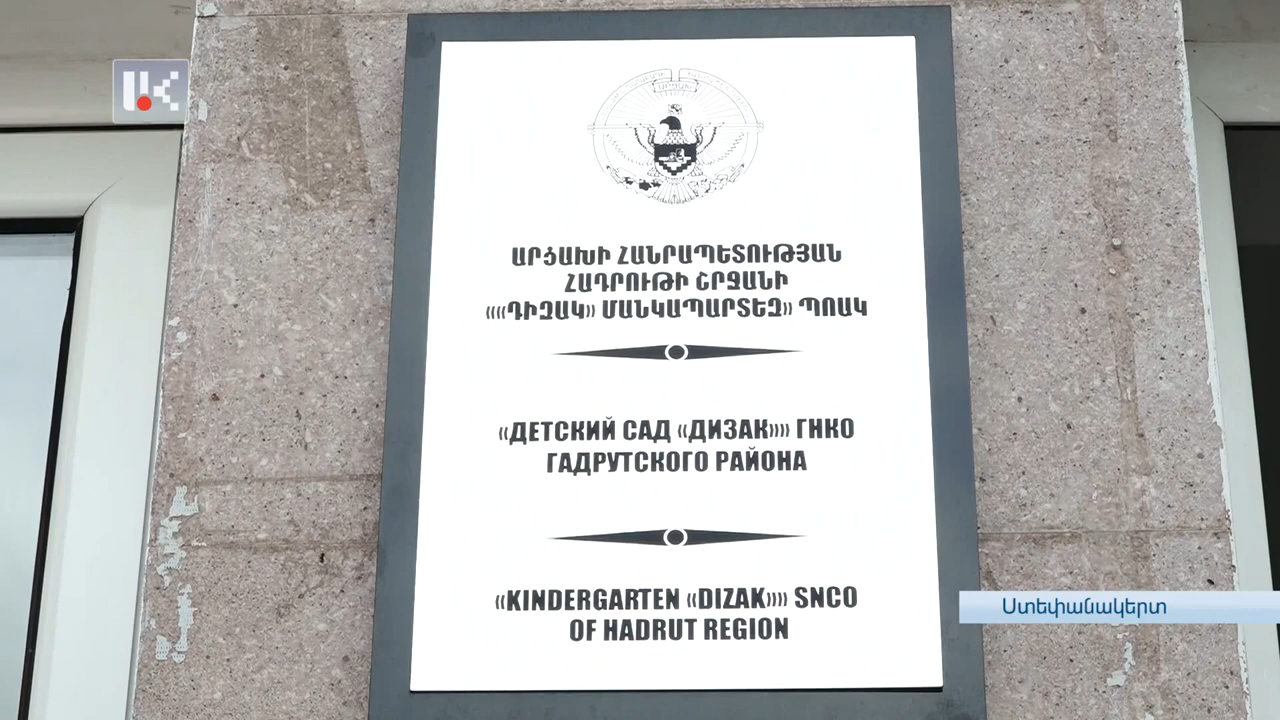 ԱՐՑԱԽԻ ՀԱՆՐԱՊԵՏՈՒԹՅԱՆ
ՀԱԴՐՈՒԹԻ ՇՐՋԱՆԻ
««ԴԻԶԱԿ» ՄԱՆԿԱՊԱՐՏԵԶ» ՊՈԱԿ
«ДЕТСКИЙ САД «ДИЗАК»» ГНКО
ГАДРУТСКОГО РАЙОНА
«KINDERGARTEN «DIZAK»» SNCO
OF HADRUT REGION
Ստեփանակերտ